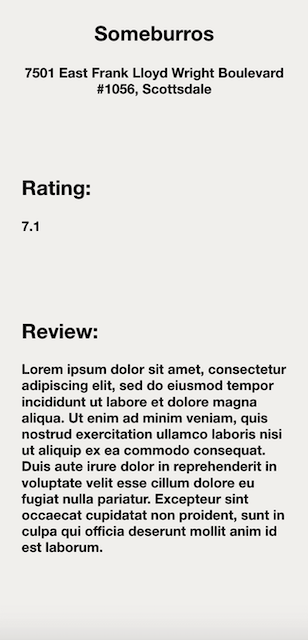 Someburros
7501 East Frank Lloyd Wright Boulevard
#1056, Scottsdale
Rating:
7.1
Review:
Lorem ipsum dolor sit amet, consectetur
adipiscing elit, sed do eiusmod tempor
incididunt ut labore et dolore magna
aliqua. Ut enim ad minim veniam, quis
nostrud exercitation ullamco laboris nisi
ut aliquip ex ea commodo consequat.
Duis aute irure dolor in reprehenderit in
voluptate velit esse cillum dolore eu
fugiat nulla pariatur. Excepteur sint
occaecat cupidatat non proident, sunt in
culpa qui officia deserunt mollit anim id
est laborum.